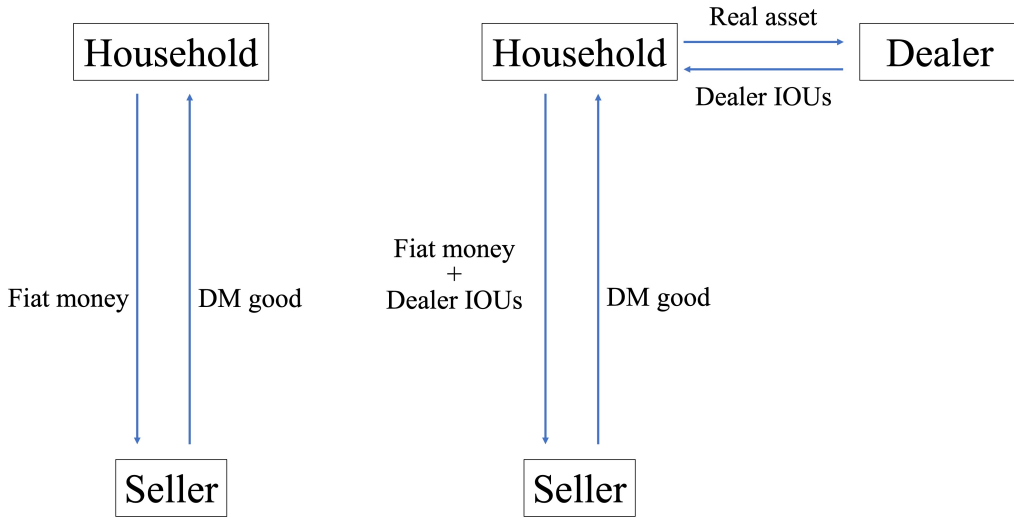 Household
Fiat money
DM good
Seller
Household
Real asset
Dealer IOUs
Dealer
Fiat money
+
Dealer IOUs
DM good
Seller